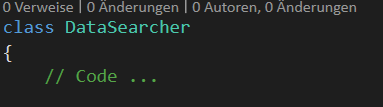 0 Verweise | 0 Änderungen | 0 Autoren, 0 Änderungen
class DataSearcher
{
// Code ...